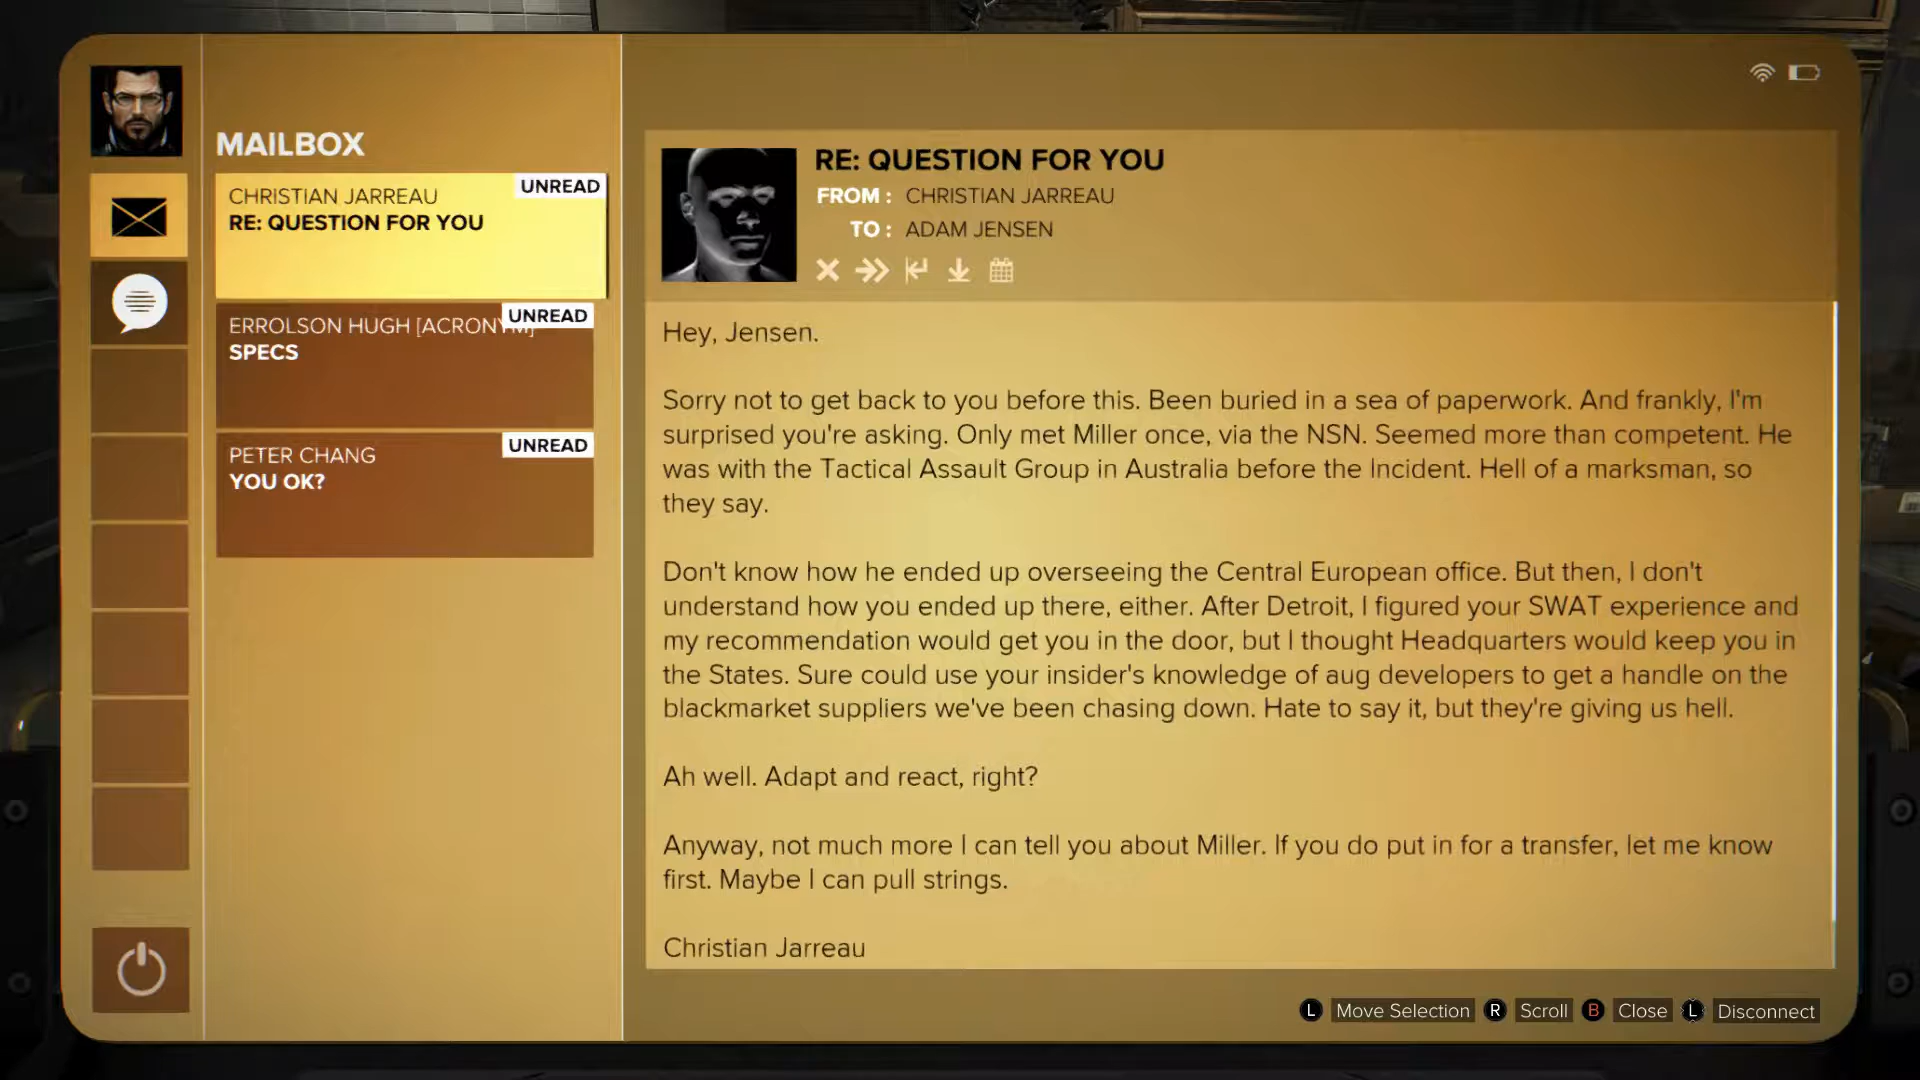 MAILBOX
CHRISTIAN JARREAU
UNREAD
RE: QUESTION FOR YOU
ERROLSON HUGH [ACRONYM]
UNREAD
SPECS
PETER CHANG
UNREAD
YOU OK?
RE: QUESTION FOR YOU
FROM : CHRISTIAN JARREAU
TO : ADAM JENSEN
Hey, Jensen.
Sorry not to get back to you before this. Been buried in a sea of paperwork. And frankly, I'm
surprised you're asking. Only met Miller once, via the NSN. Seemed more than competent. He
was with the Tactical Assault Group in Australia before the Incident. Hell of a marksman, so
they say.
Don't know how he ended up overseeing the Central European office. But then, I don't
understand how you ended up there, either. After Detroit, I figured your SWAT experience and
my recommendation would get you in the door, but I thought Headquarters would keep you in
the States. Sure could use your insider's knowledge of aug developers to get a handle on the
blackmarket suppliers we've been chasing down. Hate to say it, but they're giving us hell.
Ah well. Adapt and react, right?
Anyway, not much more I can tell you about Miller. If you do put in for a transfer, let me know
first. Maybe I can pull strings.
Christian Jarreau
L Move Selection R Scroll B Close L Disconnect